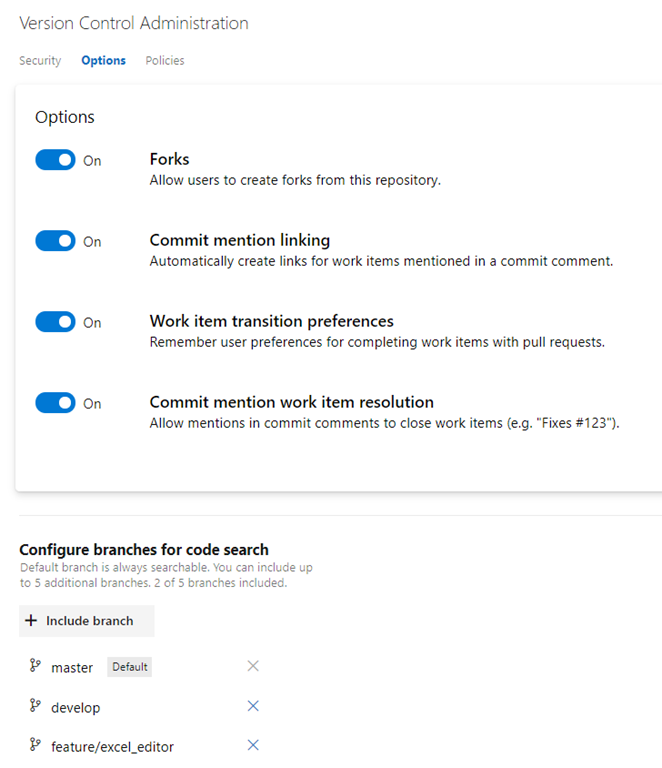 Version Control Administration
Security Options Policies
Options
On Forks
Allow users to create forks from this repository.
On Commit mention linking
Automatically create links for work items mentioned in a commit comment.
On Work item transition preferences
Remember user preferences for completing work items with pull requests.
On Commit mention work item resolution
Allow mentions in commit comments to close work items (e.g. "Fixes #123").
Configure branches for code search
Default branch is always searchable. You can include up
to 5 additional branches. 2 of 5 branches included.
+ Include branch
master Default
develop
feature/excel_editor